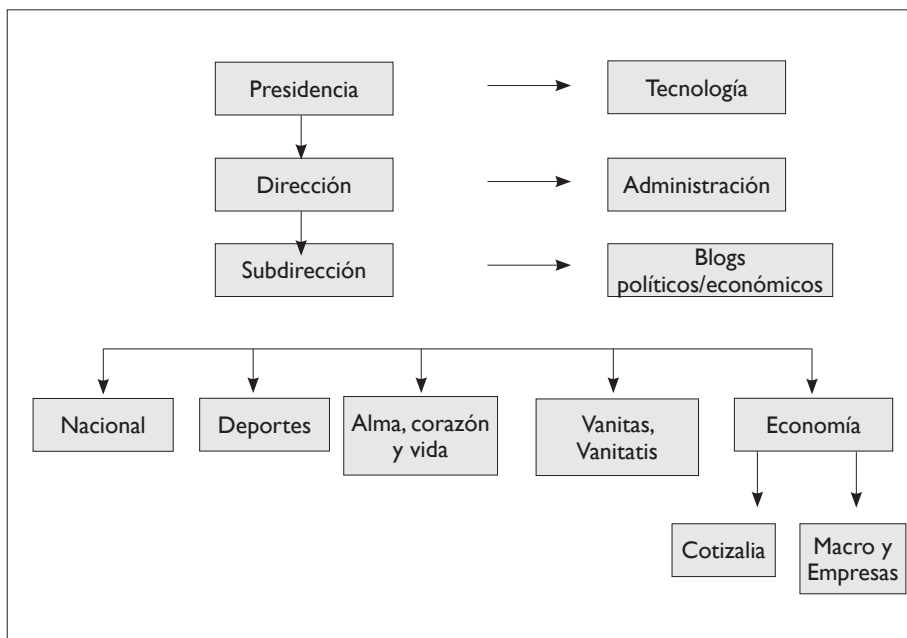 Presidencia
Tecnología
Dirección
Administración
Subdirección
Blogs
políticos/económicos
Nacional
Deportes
Alma, corazón
y vida
Vanitas,
Vanitatis
Economía
Cotizalia
Macro y
Empresas